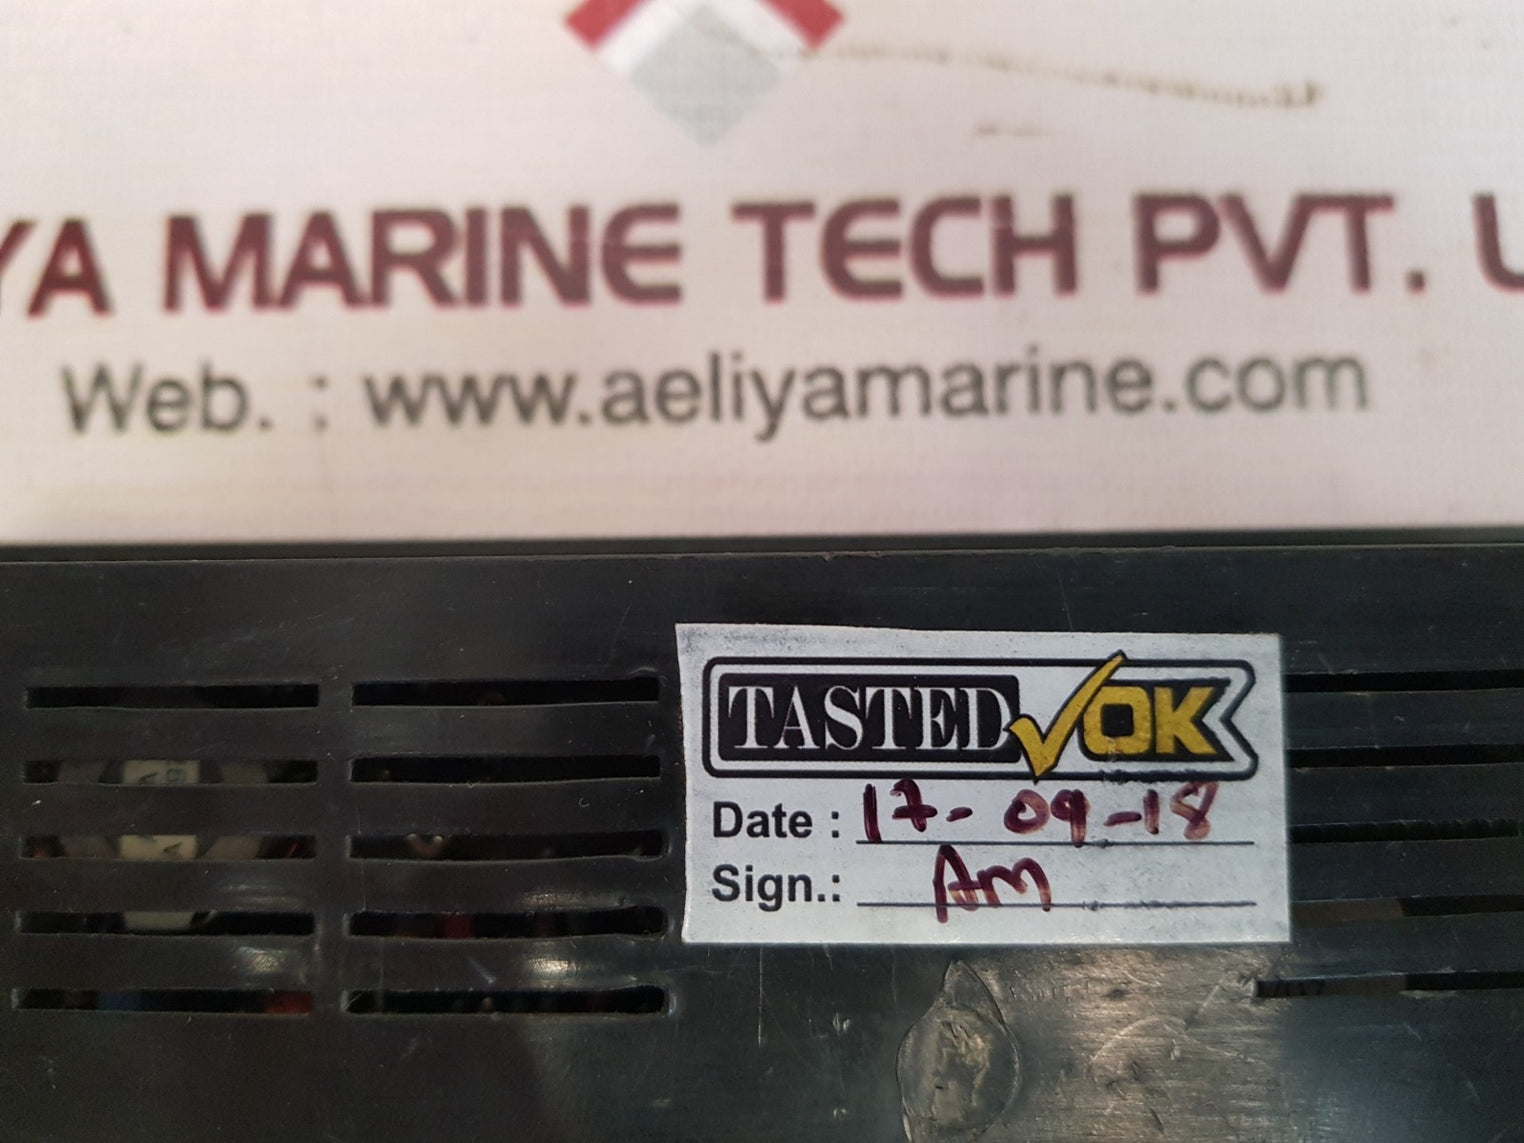 YA MARINE TECH PVT.
Web. : www.aeliyamarine.com
TASTED OK
Date : 17-09-18
Sign.: Am